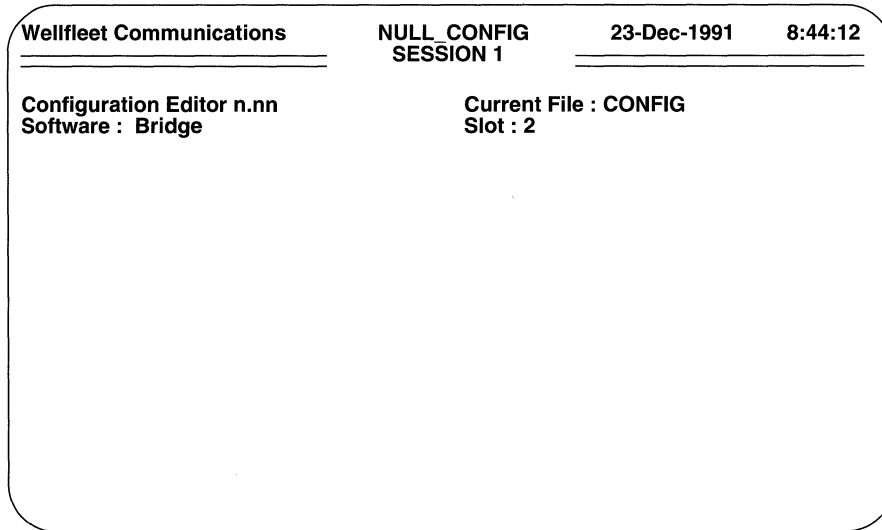 Wellfleet Communications NULL_CONFIG 23-Dec-1991 8:44:12
SESSION 1
Configuration Editor n.nn Current File : CONFIG
Software : Bridge Slot : 2